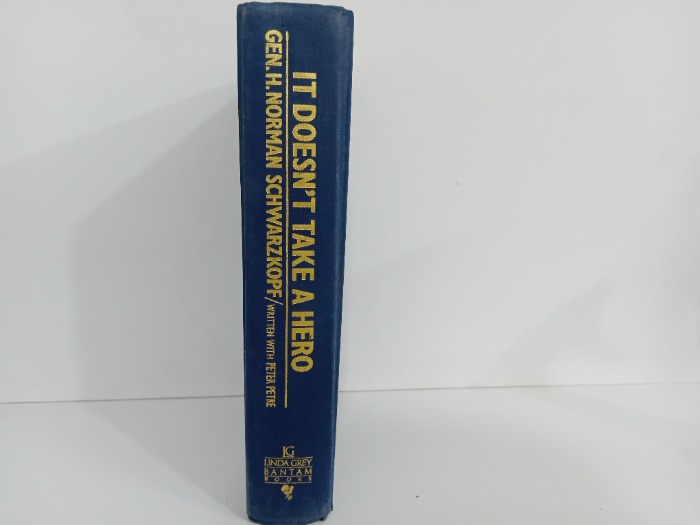 IT DOESN'T TAKE A HERO
GEN. H. NORMAN SCHWARZKOPF/WRITTEN WITH PETER PETRE
LG
LINDA GREY
BANTAM
BOOKS